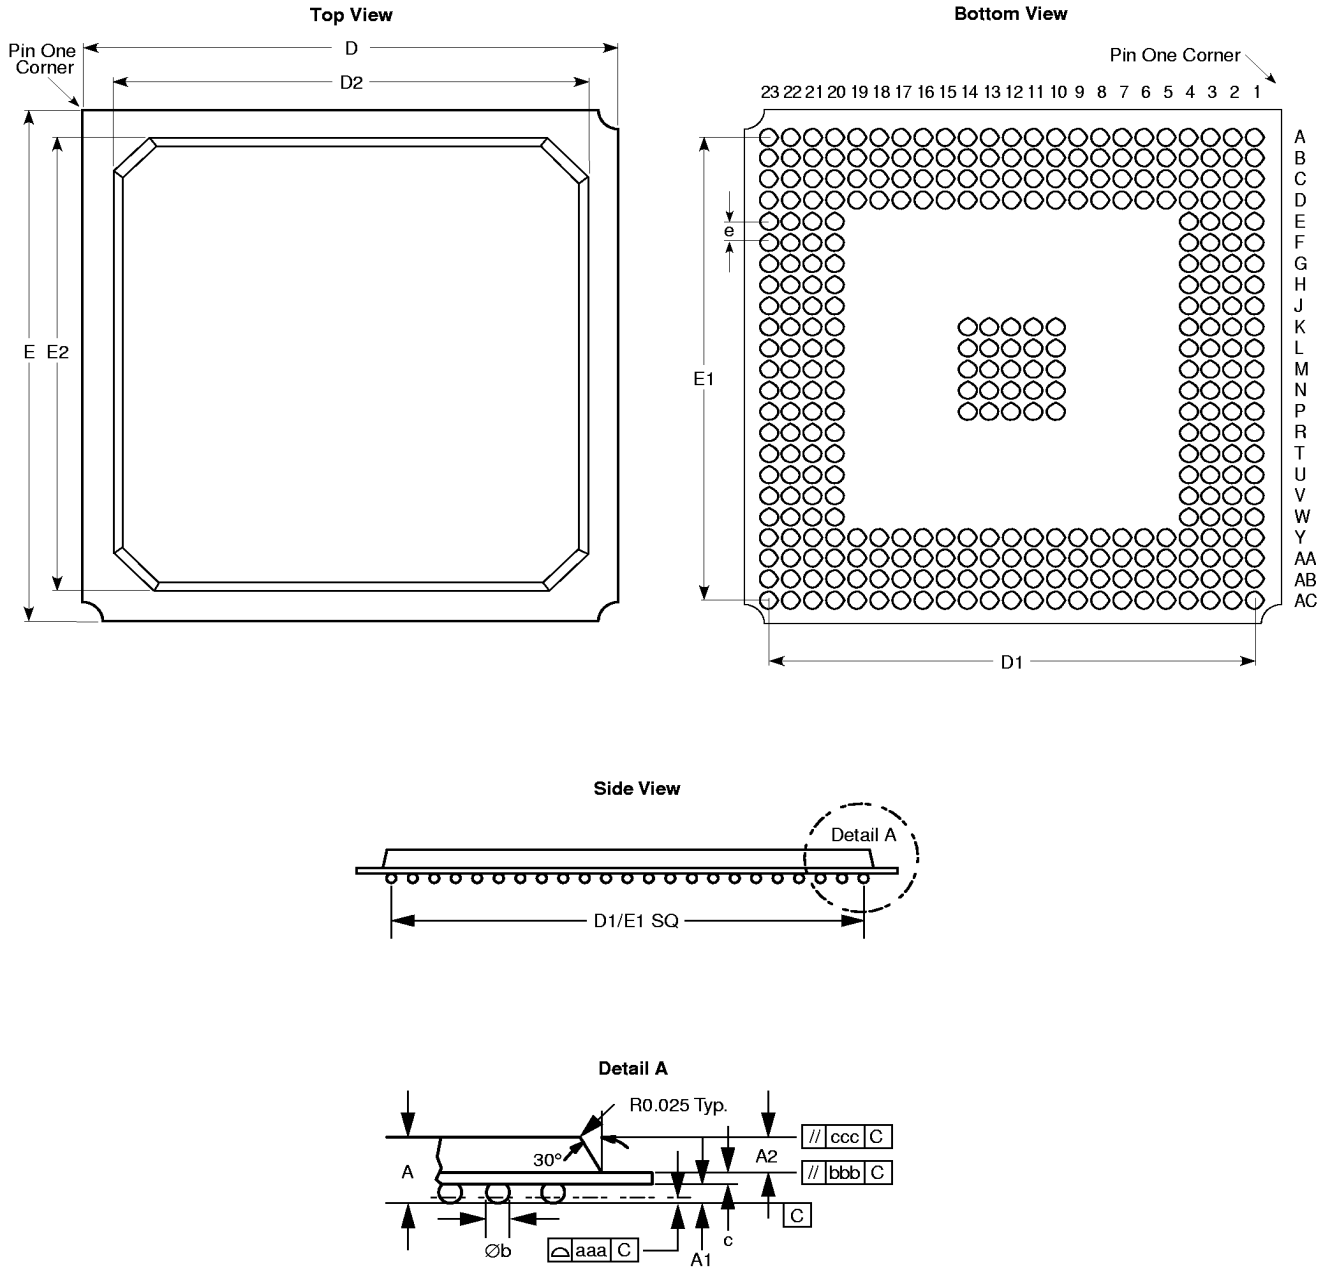 Top View
D
Pin One
Corner
D2
E
E2
Bottom View
Pin One Corner
23 22 21 20 19 18 17 16 15 14 13 12 11 10 9 8 7 6 5 4 3 2 1
A
B
C
D
E
F
G
H
J
K
L
M
N
P
R
T
U
V
W
Y
AA
AB
AC
e
E1
D1
Side View
Detail A
D1/E1 SQ
Detail A
R0.025 Typ.
// ccc C
A2
30°
A
// bbb C
C
c
Øb
⌓ aaa C
A1